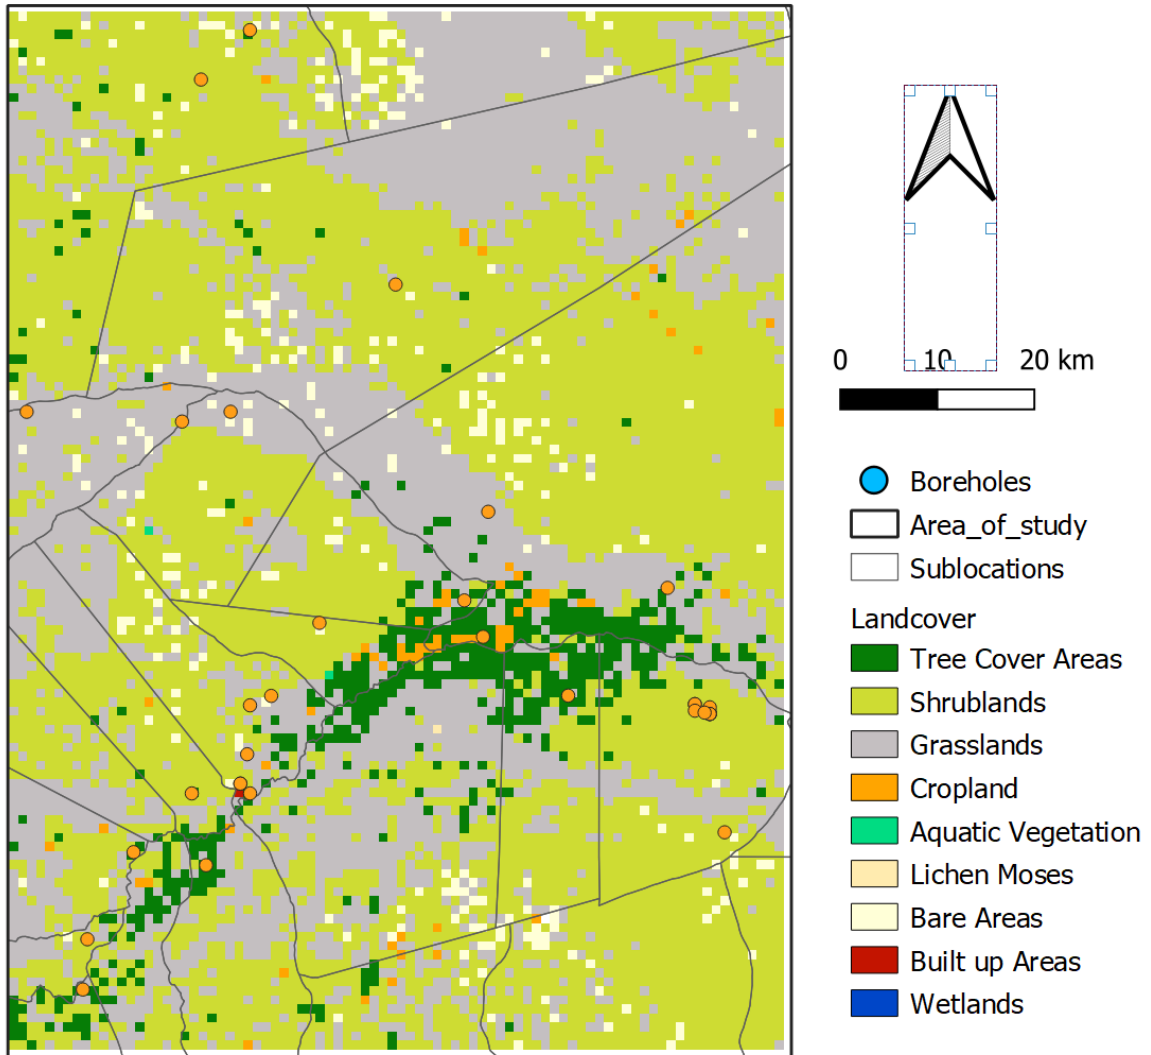 0 10 20 km
Boreholes
Area_of_study
Sublocations
Landcover
Tree Cover Areas
Shrublands
Grasslands
Cropland
Aquatic Vegetation
Lichen Moses
Bare Areas
Built up Areas
Wetlands